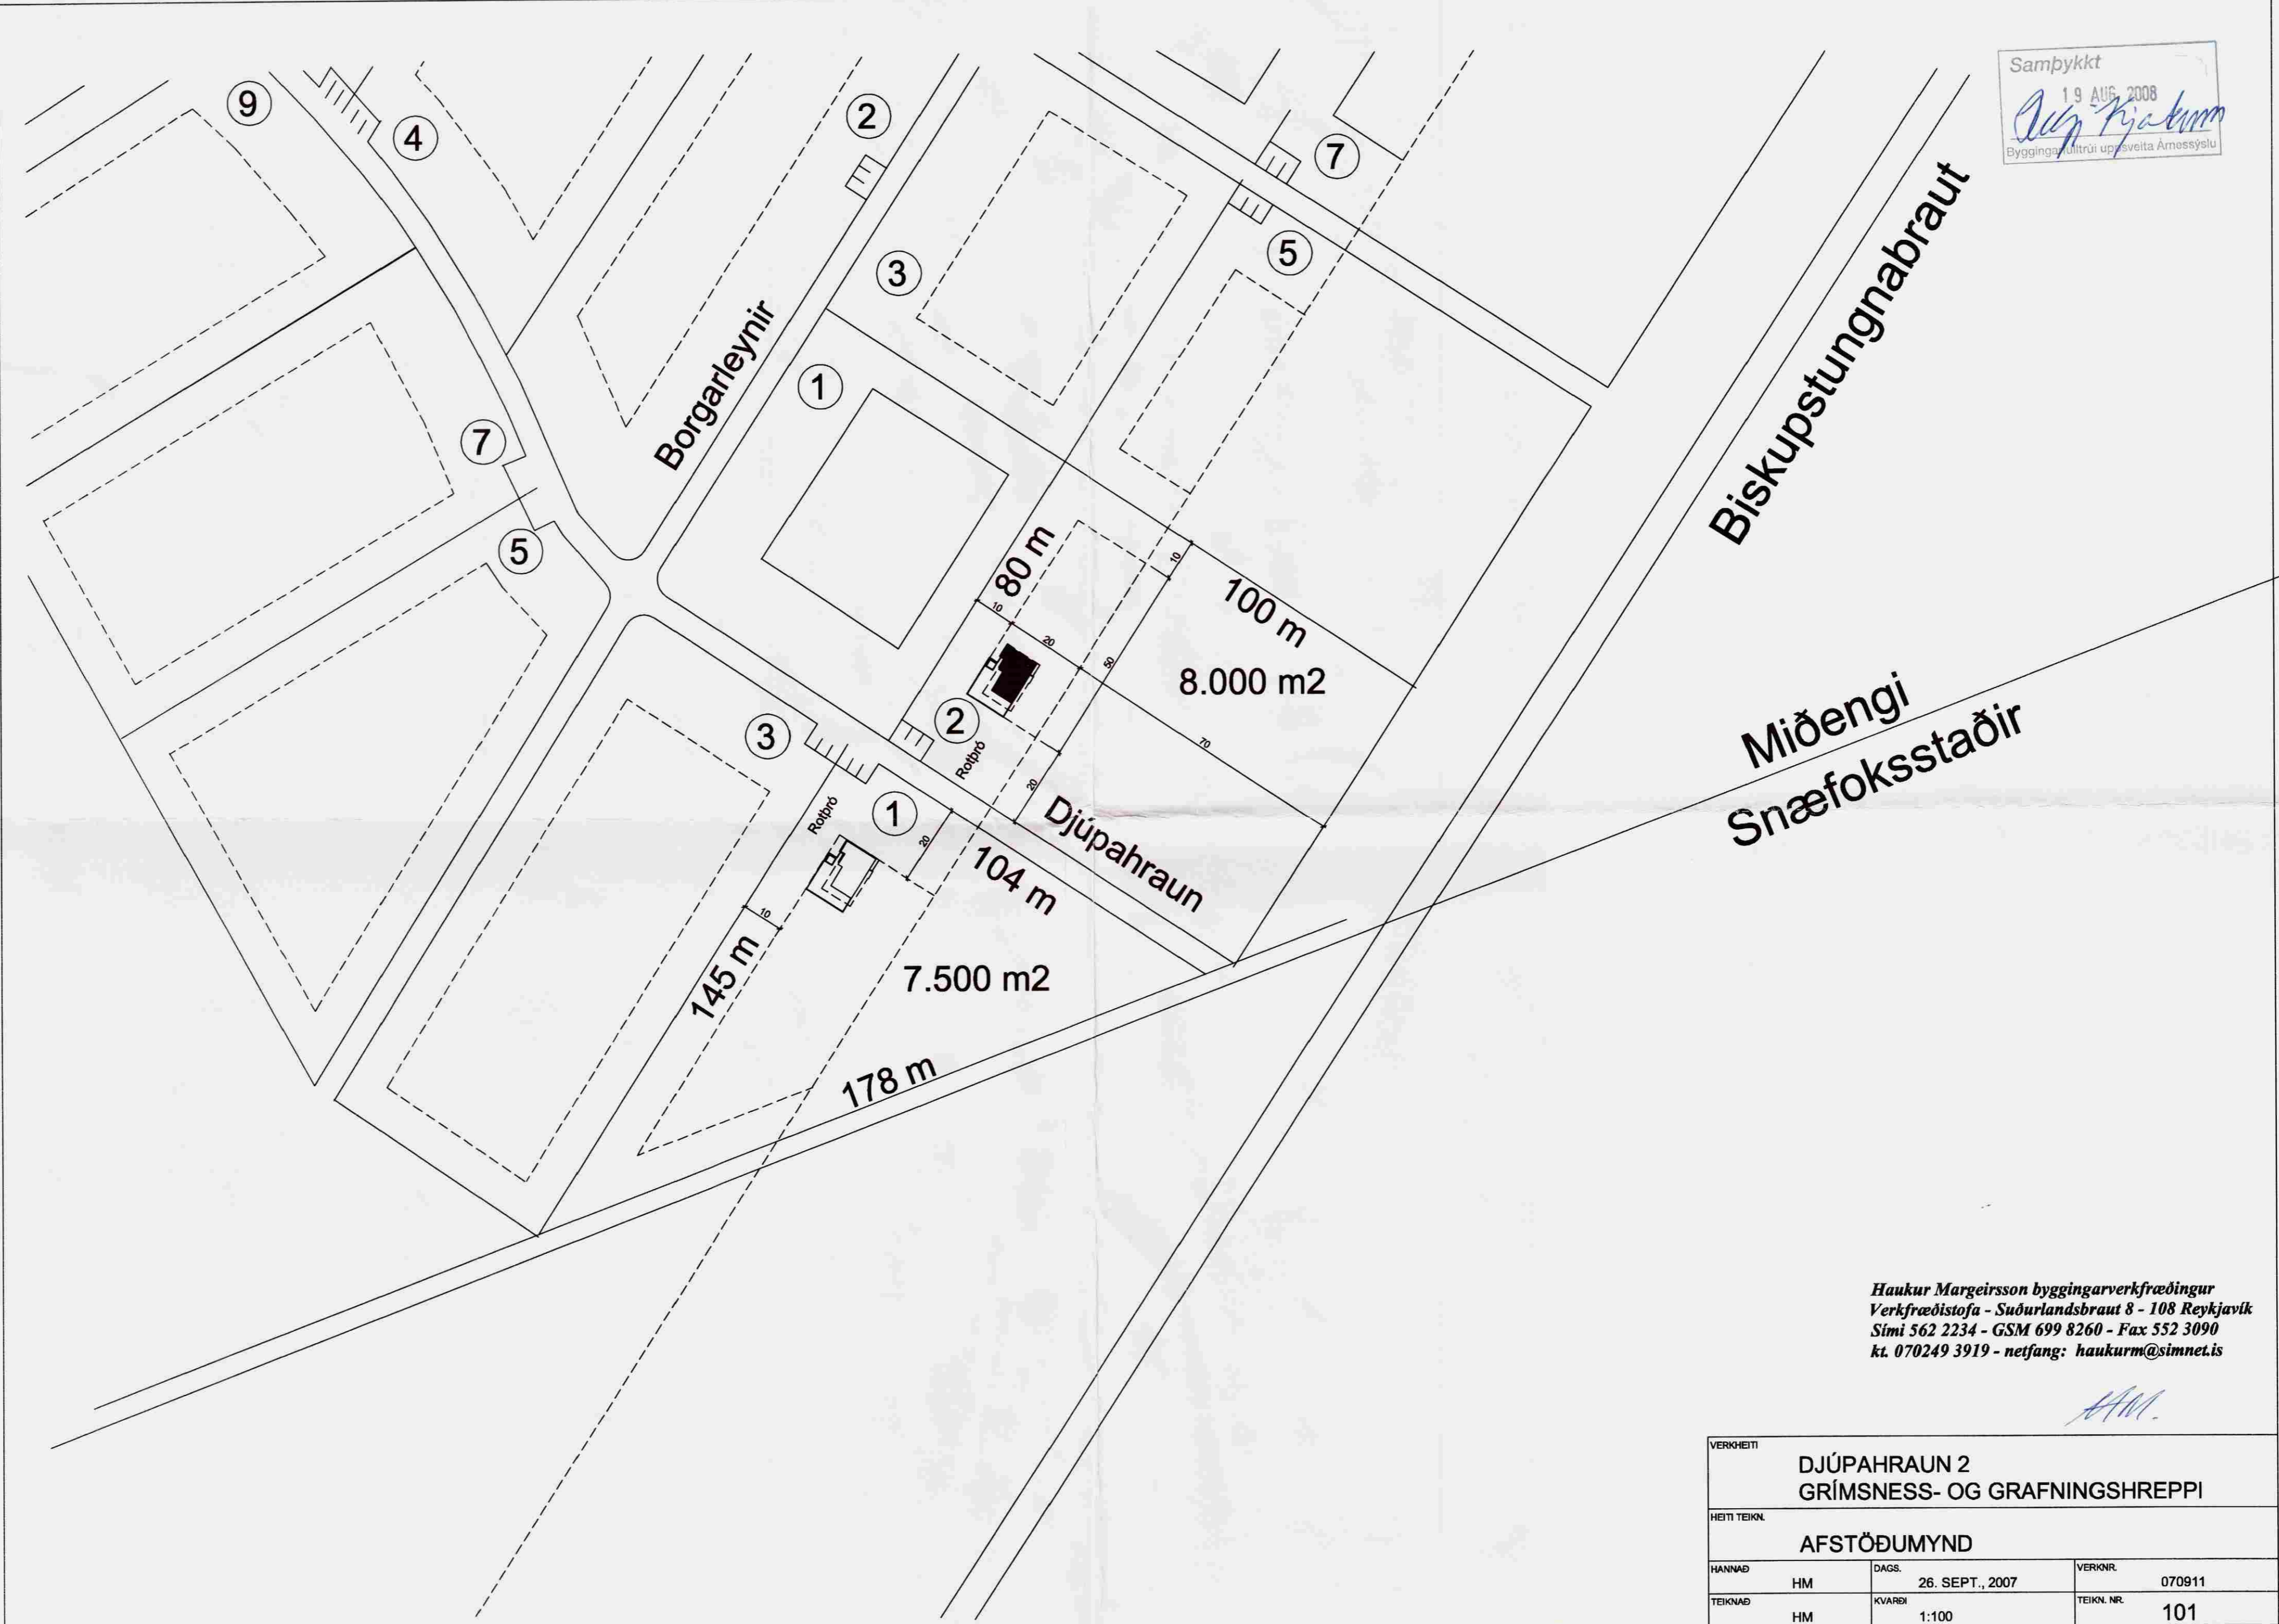 Samþykkt
19 AUG. 2008
Byggingafulltrúi uppsveita Árnessýslu
9
4
2
7
3
5
1
Borgarleynir
Biskupstungnabraut
7
5
80 m
10
10
20
50
100 m
8.000 m2
70
20
2
Rotþró
3
Rotþró
1
20
Djúpahraun
104 m
10
145 m
7.500 m2
178 m
Miðengi
Snæfoksstaðir
Haukur Margeirsson byggingarverkfræðingur
Verkfræðistofa - Suðurlandsbraut 8 - 108 Reykjavík
Sími 562 2234 - GSM 699 8260 - Fax 552 3090
kt. 070249 3919 - netfang: haukurm@simnet.is
HM.
VERKHEITI
DJÚPAHRAUN 2
GRÍMSNESS- OG GRAFNINGSHREPPI
HEITI TEIKN.
AFSTÖÐUMYND
HANNAÐ HM
DAGS. 26. SEPT., 2007
VERKNR. 070911
TEIKNAÐ HM
KVARÐI 1:100
TEIKN. NR. 101